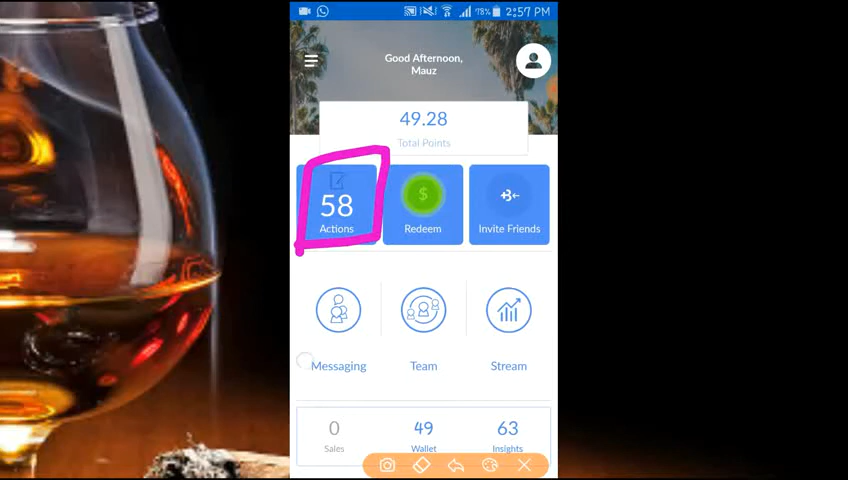 78% 2:57 PM
Good Afternoon,
Mauz
49.28
Total Points
58
Actions
$
Redeem
Invite Friends
Messaging
Team
Stream
0
Sales
49
Wallet
63
Insights